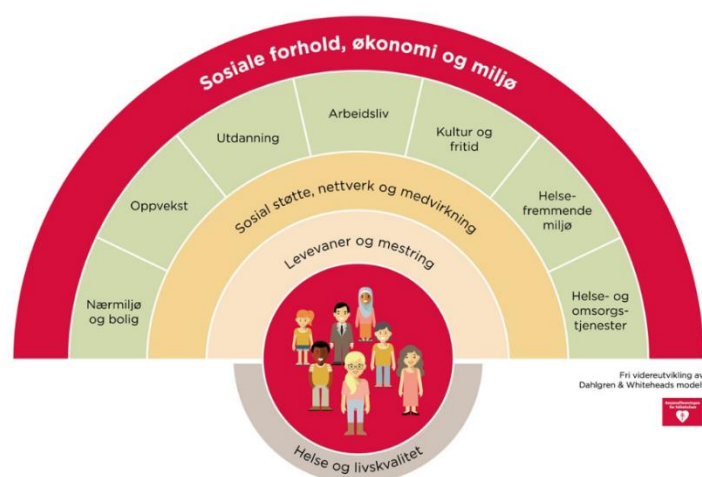 Sosiale forhold, økonomi og miljø
Nærmiljø
og bolig
Oppvekst
Utdanning
Arbeidsliv
Kultur og
fritid
Helse-
fremmende
miljø
Helse- og
omsorgs-
tjenester
Sosial støtte, nettverk og medvirkning
Levevaner og mestring
Helse og livskvalitet
Fri videreutvikling av
Dahlgren & Whiteheads model